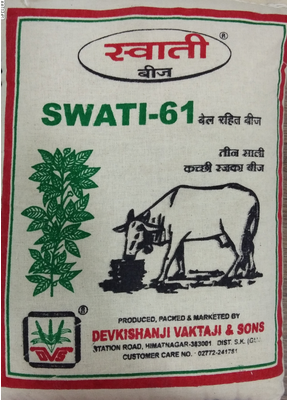 स्वाती ®
बीज
SWATI-61 बेल रहित बीज
तीन साली
कच्छी रजका बीज
®
DVS
PRODUCED, PACKED & MARKETED BY
DEVKISHANJI VAKTAJI & SONS
STATION ROAD, HIMATNAGAR-383001 DIST. S.K.
CUSTOMER CARE NO. : 02772-241781